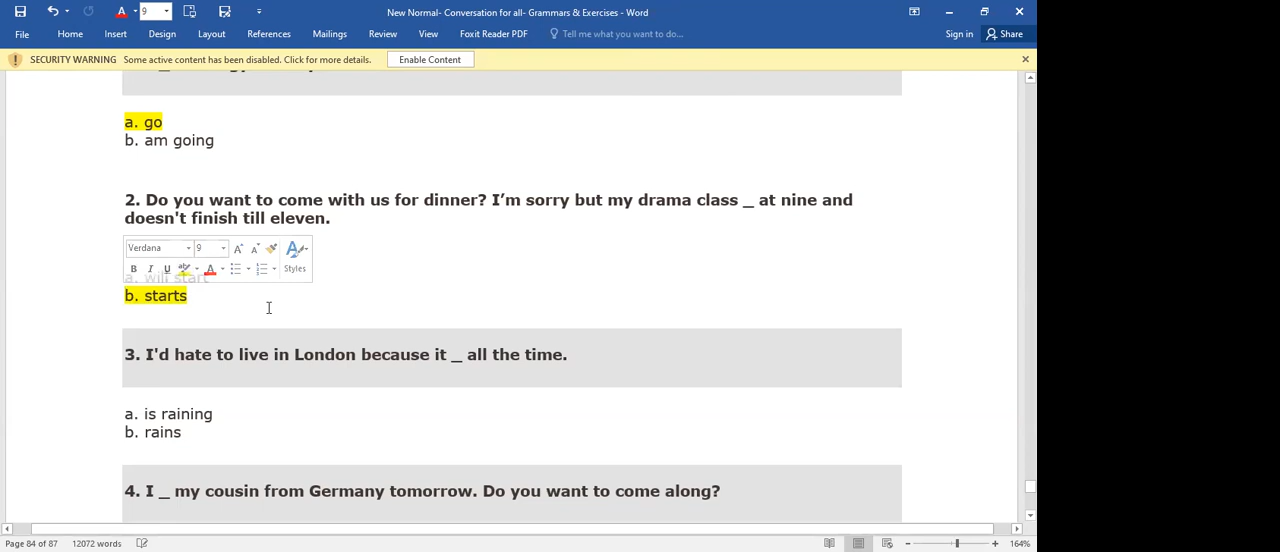 9
New Normal- Conversation for all- Grammars & Exercises - Word
File Home Insert Design Layout References Mailings Review View Foxit Reader PDF Tell me what you want to do... Sign in Share
SECURITY WARNING Some active content has been disabled. Click for more details. Enable Content
a. go
b. am going
2. Do you want to come with us for dinner? I’m sorry but my drama class _ at nine and
doesn't finish till eleven.
Verdana 9
B I U abc A Styles
a. will start
b. starts
3. I'd hate to live in London because it _ all the time.
a. is raining
b. rains
4. I _ my cousin from Germany tomorrow. Do you want to come along?
Page 84 of 87 12072 words 164%